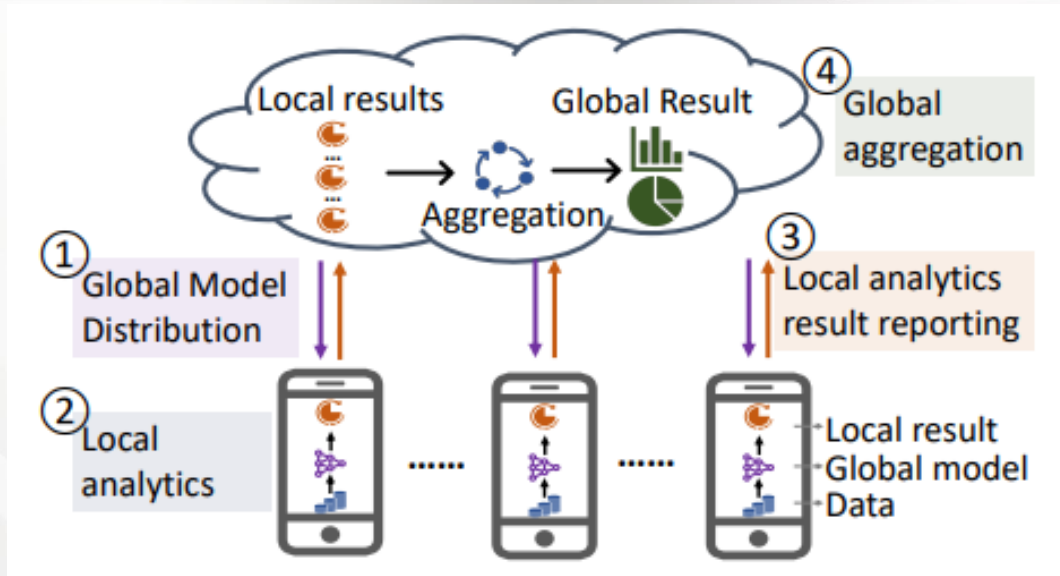 Local results
Global Result
...
...
Aggregation
④
Global
aggregation
①
Global Model
Distribution
③
Local analytics
result reporting
②
Local
analytics
......
......
Local result
Global model
Data